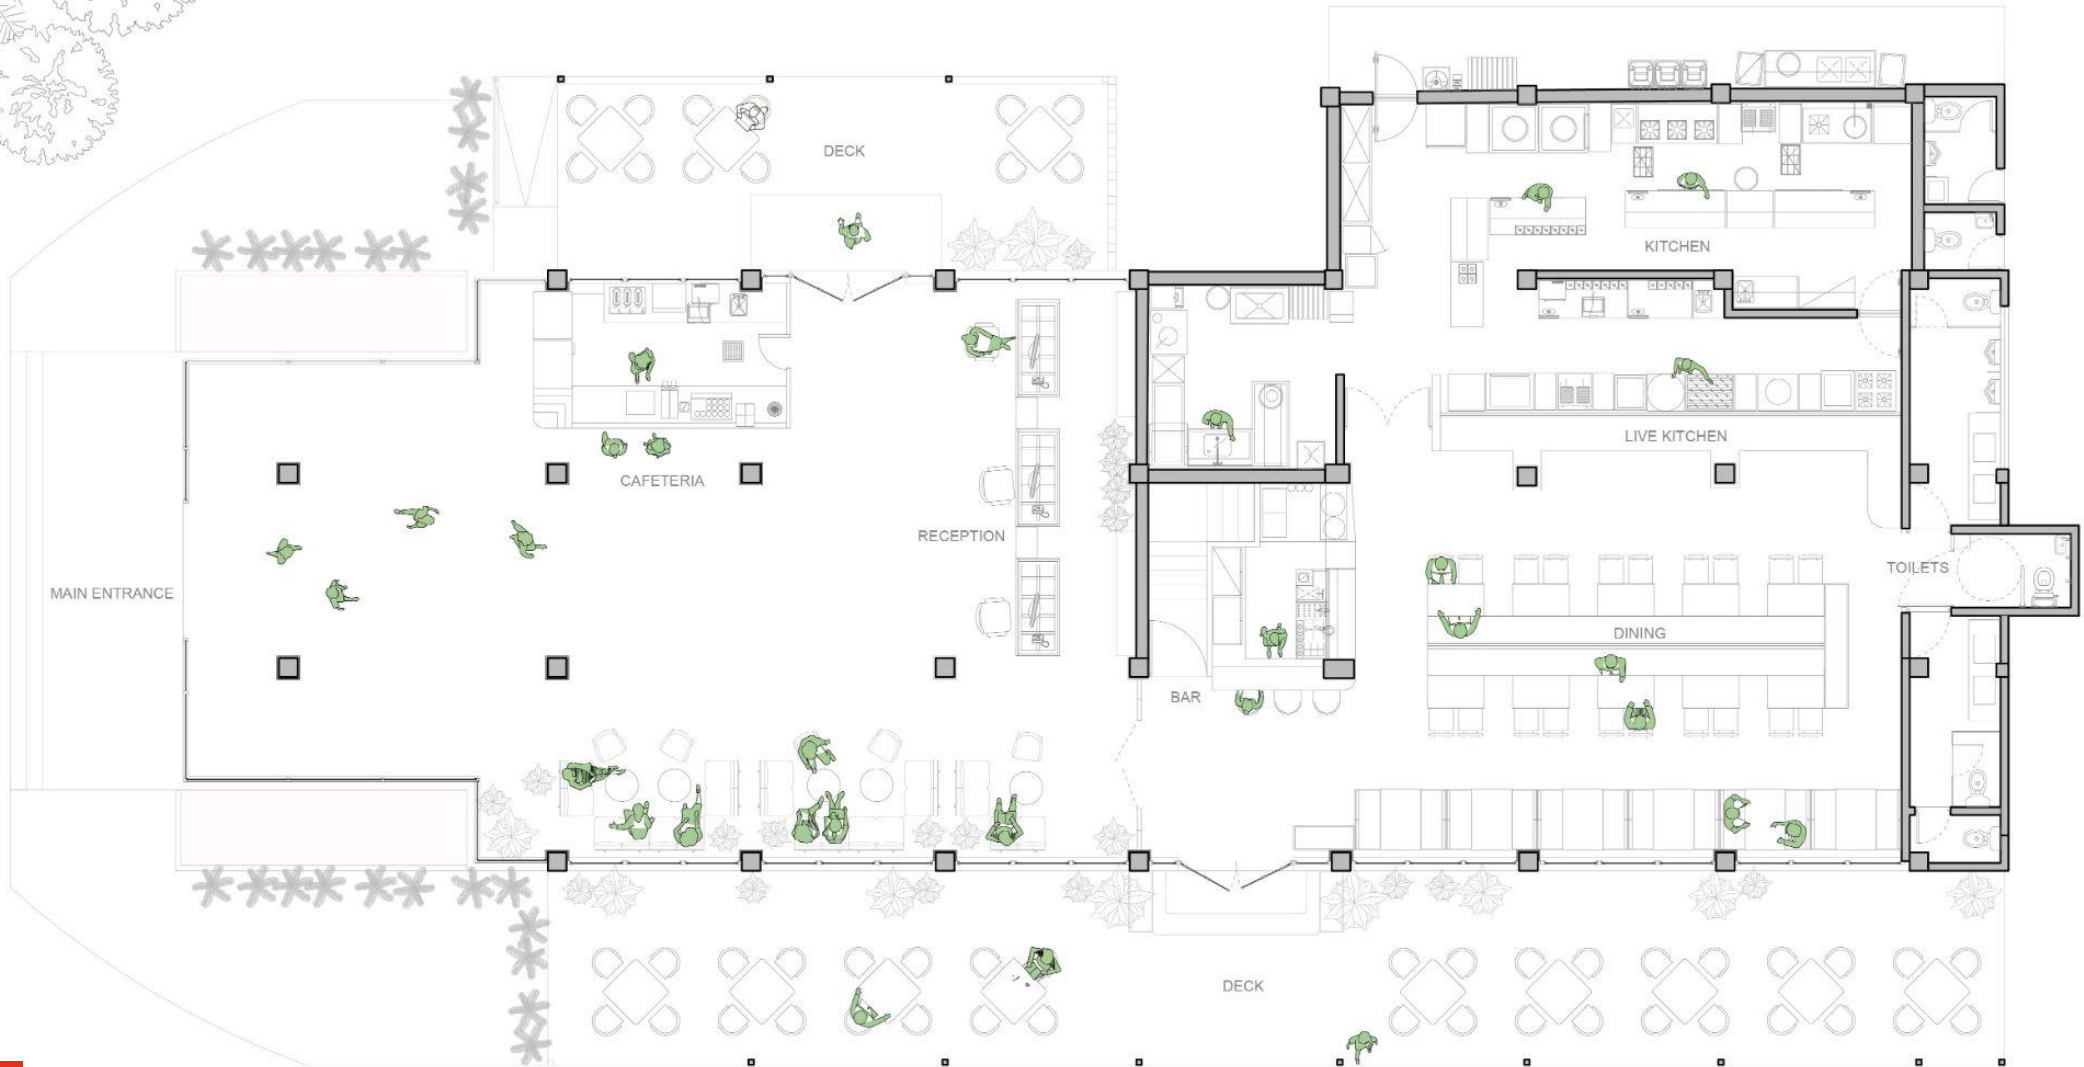 DECK
KITCHEN
LIVE KITCHEN
CAFETERIA
RECEPTION
MAIN ENTRANCE
TOILETS
DINING
BAR
DECK